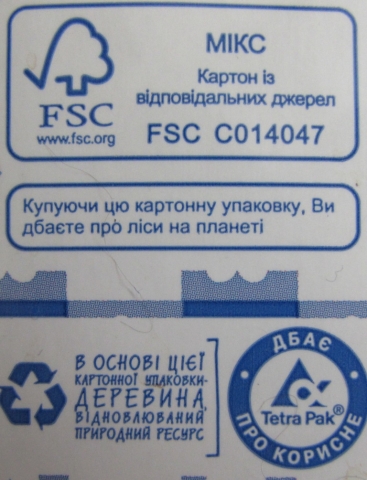 МІКС
Картон із
відповідальних джерел
FSC
www.fsc.org
FSC C014047
Купуючи цю картонну упаковку, Ви
дбаєте про ліси на планеті
В ОСНОВІ ЦІЄЇ
КАРТОННОЇ УПАКОВКИ-
ДЕРЕВИНА,
ВІДНОВЛЮВАНИЙ
ПРИРОДНИЙ РЕСУРС
ДБАЄ
Tetra Pak®
ПРО КОРИСНЕ